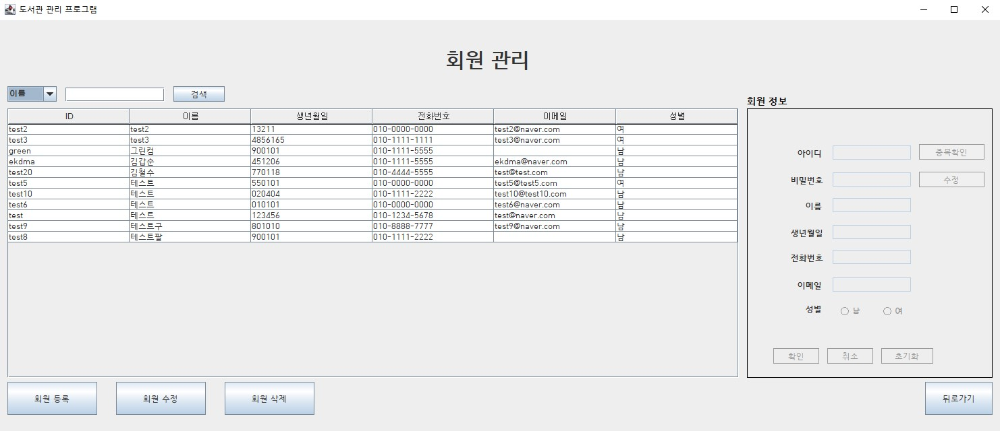 도서관 관리 프로그램
회원 관리
이름 검색
ID 이름 생년월일 전화번호 이메일 성별
test2 test2 13211 010-0000-0000 test2@naver.com 여
test3 test3 4856165 010-1111-1111 test3@naver.com 여
green 그린컴 900101 010-1111-5555 남
ekdma 김갑순 451206 010-1111-5555 ekdma@naver.com 남
test20 김철수 770118 010-4444-5555 test@test.com 남
test5 테스트 550101 010-0000-0000 test5@test5.com 여
test10 테스트 020404 010-1111-2222 test10@test10.com 남
test6 테스트 010101 010-0000-0000 test6@naver.com 남
test 테스트 123456 010-1234-5678 test@naver.com 남
test9 테스트구 801010 010-8888-7777 test9@naver.com 남
test8 테스트팔 900101 010-1111-2222 남
회원 정보
아이디 중복확인
비밀번호 수정
이름
생년월일
전화번호
이메일
성별 남 여
확인 취소 초기화
회원 등록 회원 수정 회원 삭제 뒤로가기